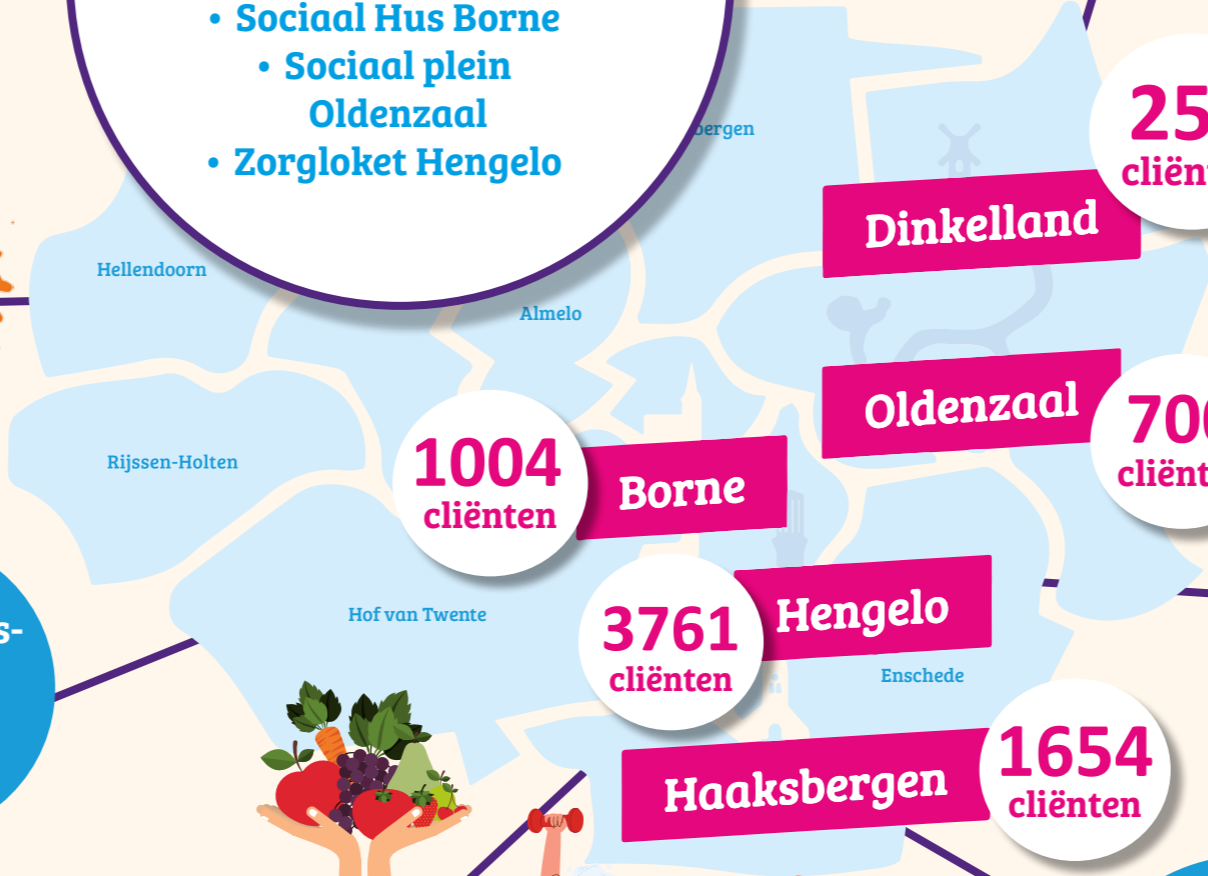 • Sociaal Hus Borne
• Sociaal plein
Oldenzaal
• Zorgloket Hengelo
Dinkelland
Hellendoorn
Almelo
Oldenzaal
Rijssen-Holten
1004
cliënten
Borne
Hof van Twente
3761
cliënten
Hengelo
Enschede
Haaksbergen
1654
cliënten